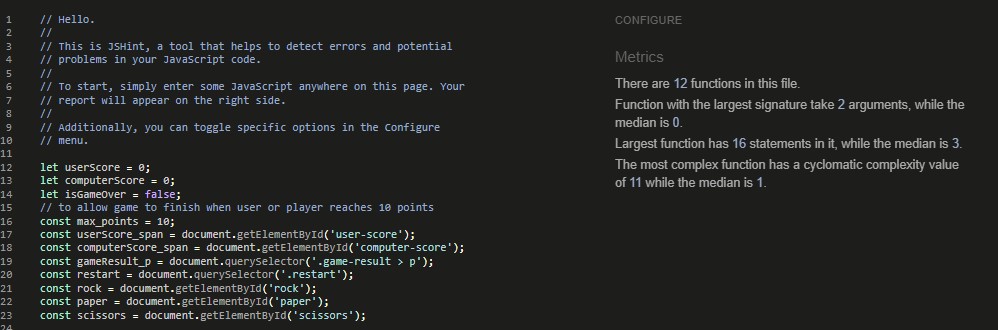 1 // Hello.
2 //
3 // This is JSHint, a tool that helps to detect errors and potential
4 // problems in your JavaScript code.
5 //
6 // To start, simply enter some JavaScript anywhere on this page. Your
7 // report will appear on the right side.
8 //
9 // Additionally, you can toggle specific options in the Configure
10 // menu.
11
12 let userScore = 0;
13 let computerScore = 0;
14 let isGameOver = false;
15 // to allow game to finish when user or player reaches 10 points
16 const max_points = 10;
17 const userScore_span = document.getElementById('user-score');
18 const computerScore_span = document.getElementById('computer-score');
19 const gameResult_p = document.querySelector('.game-result > p');
20 const restart = document.querySelector('.restart');
21 const rock = document.getElementById('rock');
22 const paper = document.getElementById('paper');
23 const scissors = document.getElementById('scissors');
24
CONFIGURE
Metrics
There are 12 functions in this file.
Function with the largest signature take 2 arguments, while the
median is 0.
Largest function has 16 statements in it, while the median is 3.
The most complex function has a cyclomatic complexity value
of 11 while the median is 1.